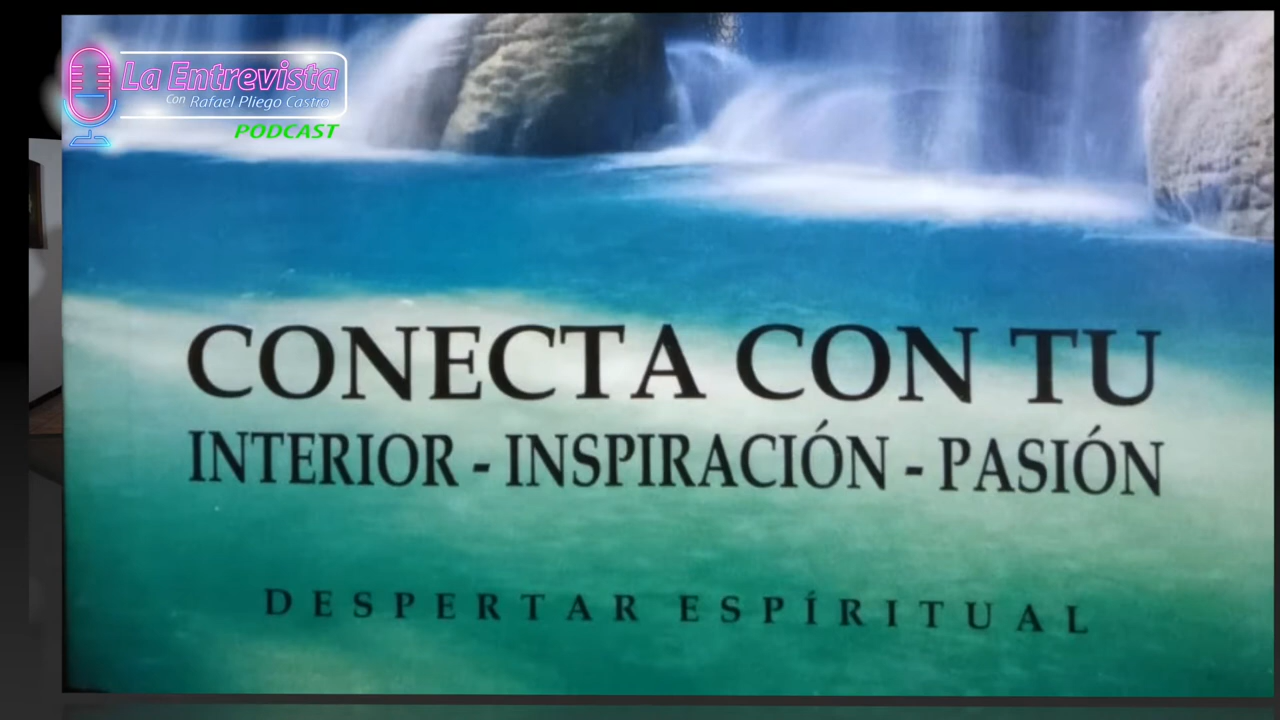 La Entrevista
Con Rafael Pliego Castro
PODCAST
CONECTA CON TU
INTERIOR - INSPIRACIÓN - PASIÓN
DESPERTAR ESPÍRITUAL